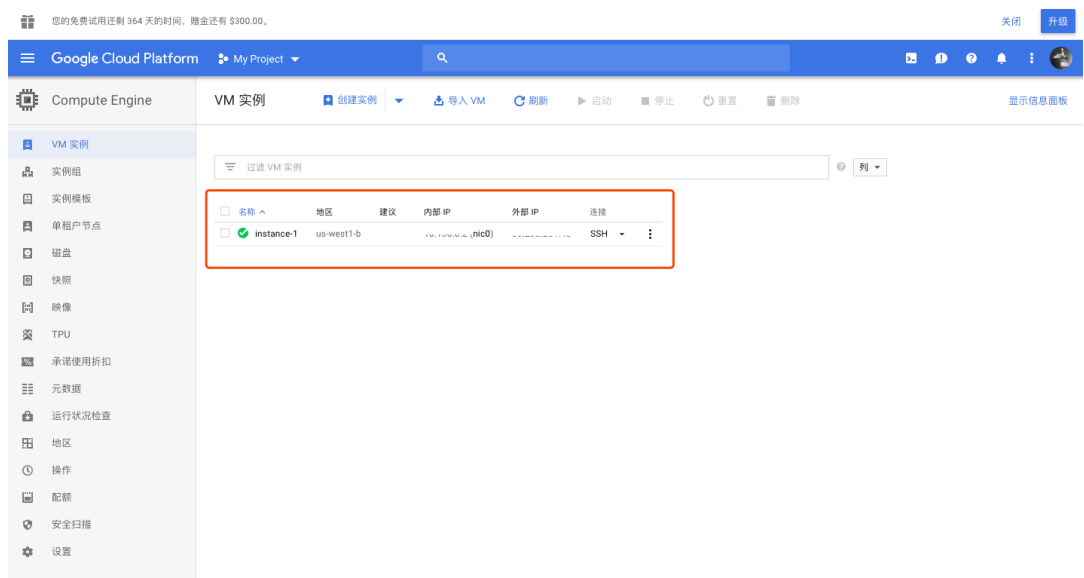 您的免费试用还剩 364 天的时间，赠金还有 $300.00。 关闭 升级
Google Cloud Platform My Project
Compute Engine VM 实例 创建实例 导入 VM 刷新 启动 停止 重置 删除 显示信息面板
VM 实例
实例组
实例模板
单租户节点
磁盘
快照
映像
TPU
承诺使用折扣
元数据
运行状况检查
地区
操作
配额
安全扫描
设置
过滤 VM 实例 列
名称 地区 建议 内部 IP 外部 IP 连接
instance-1 us-west1-b (nic0) SSH